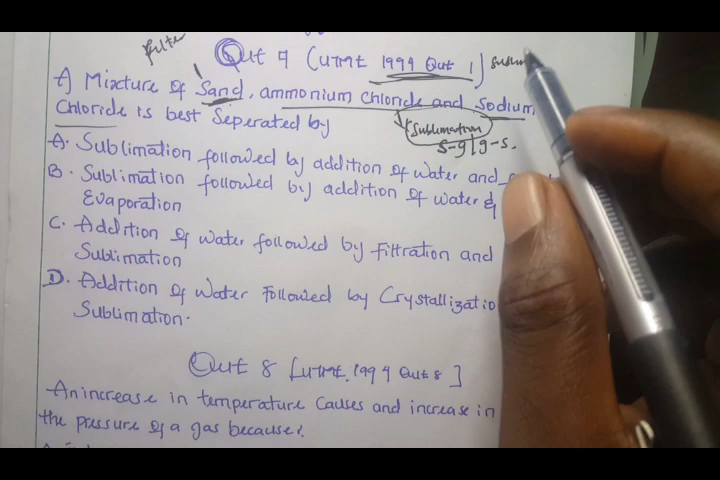 filter
Qut 7 (UTME 1994 Qut 1)
A) Mixture of Sand, ammonium Chloride and Sodium
Chloride is best Seperated by
Sublimation
S-g|g-s.
A. Sublimation followed by addition of Water and
B. Sublimation followed by addition of Water &
Evaporation
C. Addition of Water followed by Filtration and
Sublimation
D. Addition of Water Followed by Crystallizatio
Sublimation.
Qut 8 [UTME, 1994 Qut 8]
An increase in temperature Causes and increase in
the pressure of a gas because: